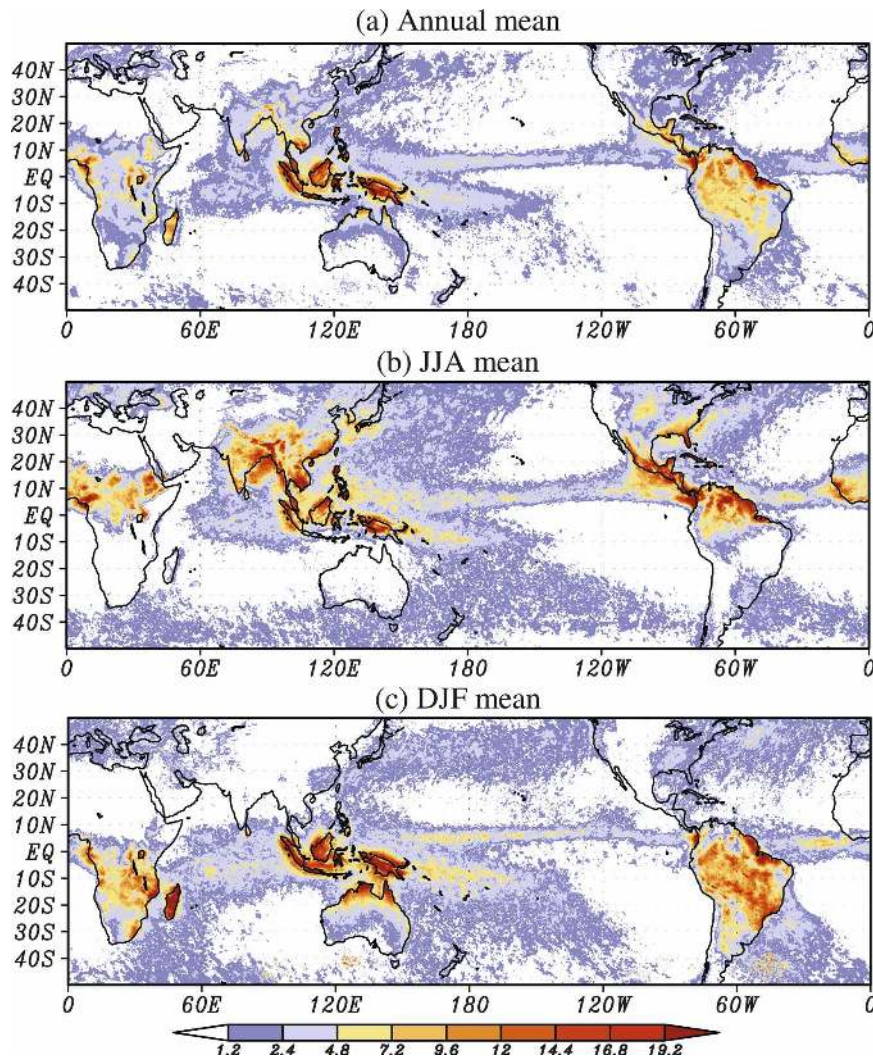 (a) Annual mean
40N
30N
20N
10N
EQ
10S
20S
30S
40S
0 60E 120E 180 120W 60W 0
(b) JJA mean
40N
30N
20N
10N
EQ
10S
20S
30S
40S
0 60E 120E 180 120W 60W 0
(c) DJF mean
40N
30N
20N
10N
EQ
10S
20S
30S
40S
0 60E 120E 180 120W 60W 0
1.2 2.4 4.8 7.2 9.6 12 14.4 16.8 19.2